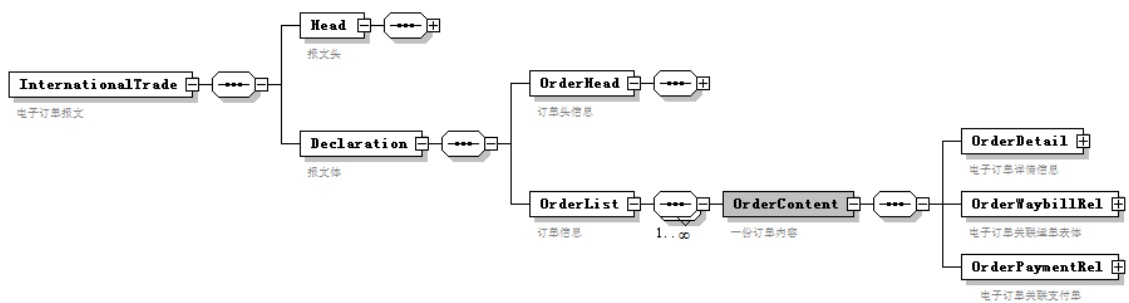 Head
报文头
InternationalTrade
电子订单报文
OrderHead
订单头信息
Declaration
报文体
OrderDetail
电子订单详情信息
OrderList
订单信息
1..∞
OrderContent
一份订单内容
OrderWaybillRel
电子订单关联运单表体
OrderPaymentRel
电子订单关联支付单